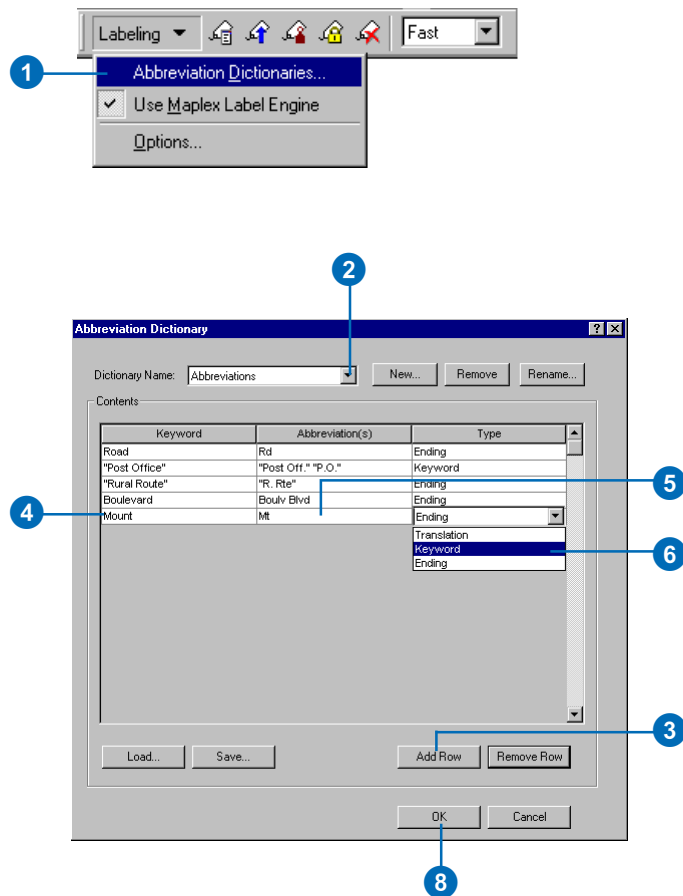 Labeling Fast
1 Abbreviation Dictionaries...
Use Maplex Label Engine
Options...
2
Abbreviation Dictionary
Dictionary Name: Abbreviations New... Remove Rename...
Contents
Keyword Abbreviation(s) Type
Road Rd Ending
"Post Office" "Post Off." "P.O." Keyword
"Rural Route" "R. Rte" Ending
5
Boulevard Boulv Blvd Ending
4 Mount Mt Ending
Translation
Keyword 6
Ending
3
Load... Save... Add Row Remove Row
OK Cancel
8